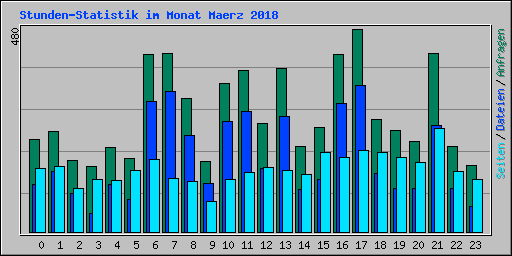 Stunden-Statistik im Monat Maerz 2018
480
Seiten / Dateien / Anfragen
0 1 2 3 4 5 6 7 8 9 10 11 12 13 14 15 16 17 18 19 20 21 22 23